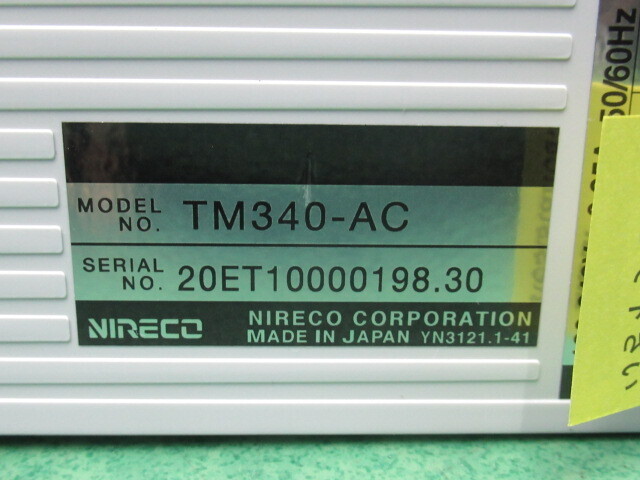 MODEL NO. TM340-AC
SERIAL NO. 20ET10000198.30
NIRECO NIRECO CORPORATION
MADE IN JAPAN YN3121.1-41
50/60Hz